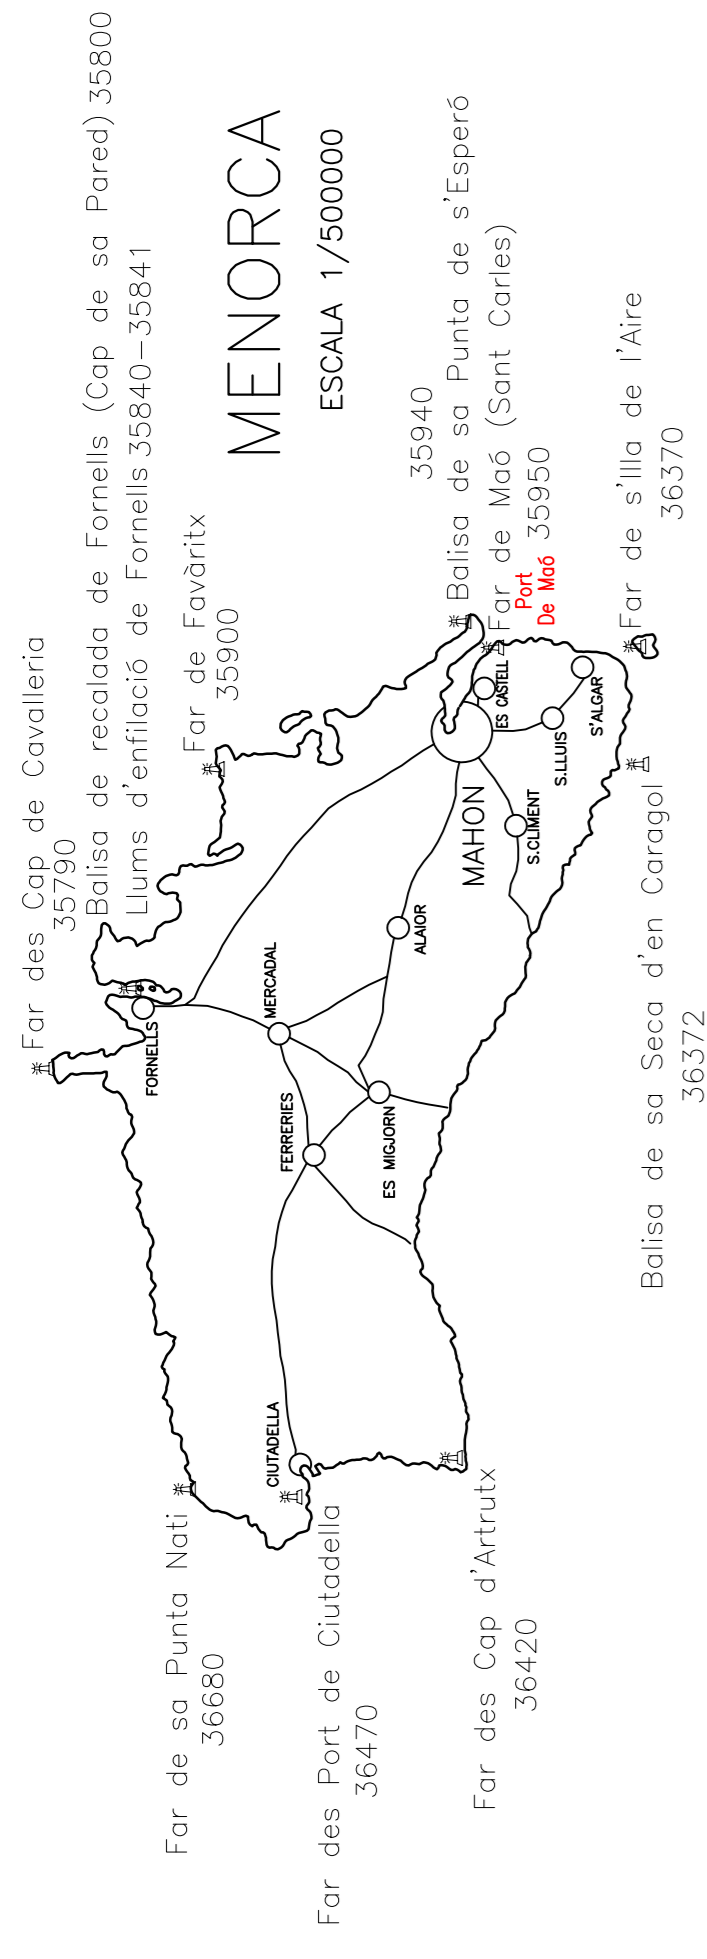 Far des Cap de Cavalleria
35790
Balisa de recalada de Fornells (Cap de sa Pared) 35800
Llums d'enfilació de Fornells 35840-35841
MENORCA
ESCALA 1/500000
Far de Favàritx
35900
Far de sa Punta Nati
36680
FORNELLS
MERCADAL
FERRERIES
CIUTADELLA
Far des Port de Ciutadella
36470
ES MIGJORN
ALAIOR
MAHON
35940
Balisa de sa Punta de s'Esperó
Far de Maó (Sant Carles)
35950
Port
De Maó
ES CASTELL
S.CLIMENT
S.LLUIS
S'ALGAR
Far des Cap d'Artrutx
36420
Far de s'Illa de l'Aire
36370
Balisa de sa Seca d'en Caragol
36372